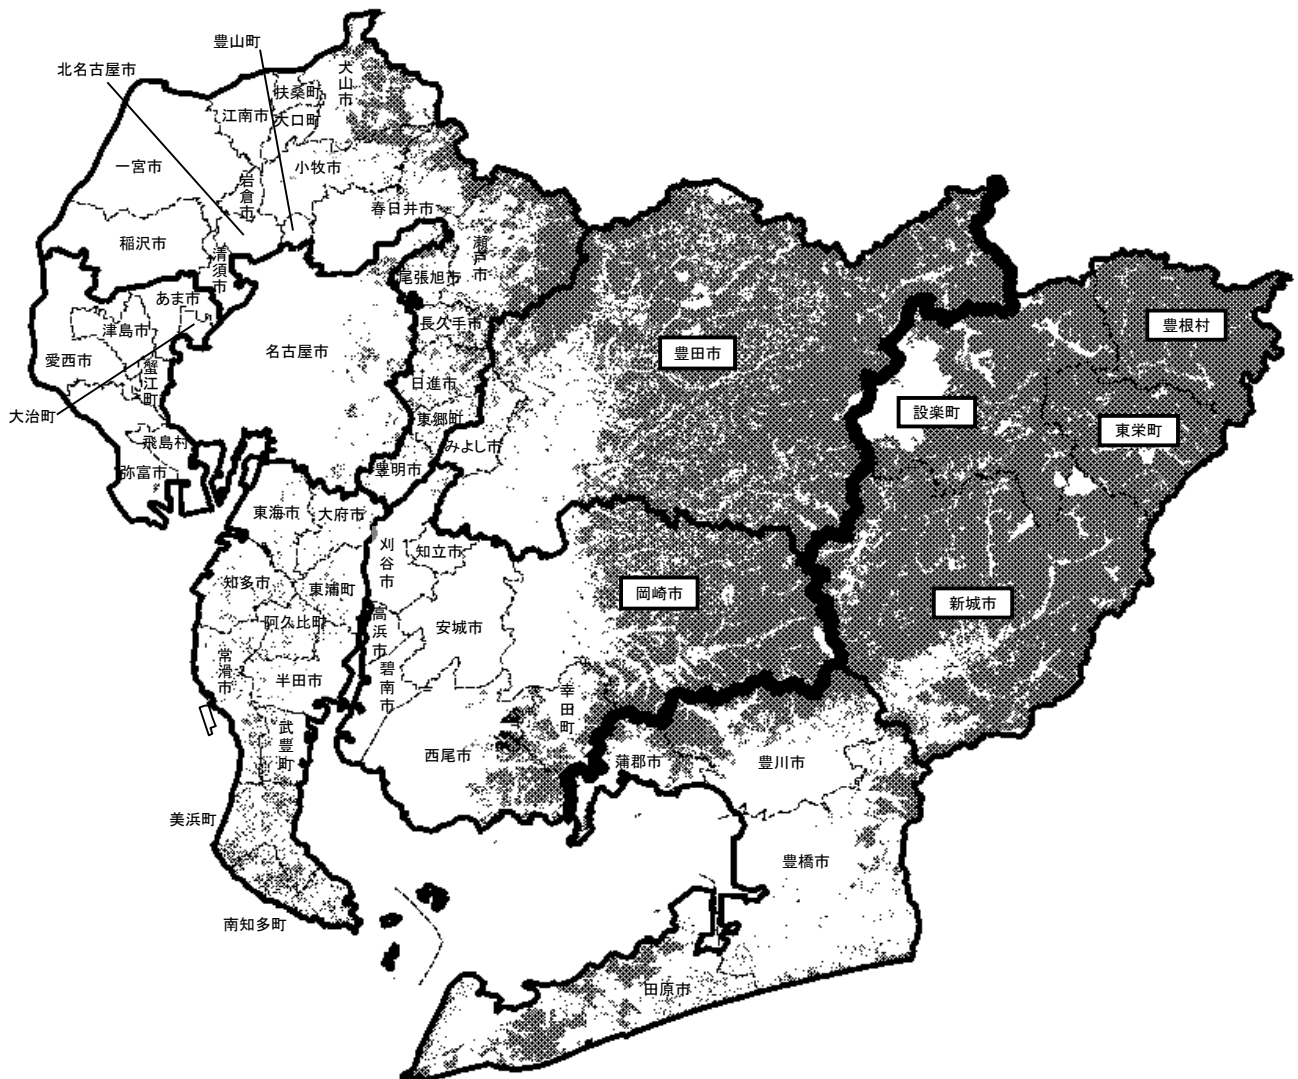 豊山町
北名古屋市
犬山市
扶桑町
江南市
大口町
一宮市
小牧市
岩倉市
春日井市
稲沢市
清須市
瀬戸市
尾張旭市
あま市
津島市
長久手市
名古屋市
豊田市
豊根村
愛西市
蟹江町
日進市
大治町
東郷町
設楽町
東栄町
飛島村
みよし市
弥富市
豊明市
東海市
大府市
刈谷市
知立市
知多市
東浦町
岡崎市
新城市
阿久比町
高浜市
安城市
常滑市
半田市
碧南市
幸田町
武豊町
西尾市
蒲郡市
豊川市
美浜町
豊橋市
南知多町
田原市